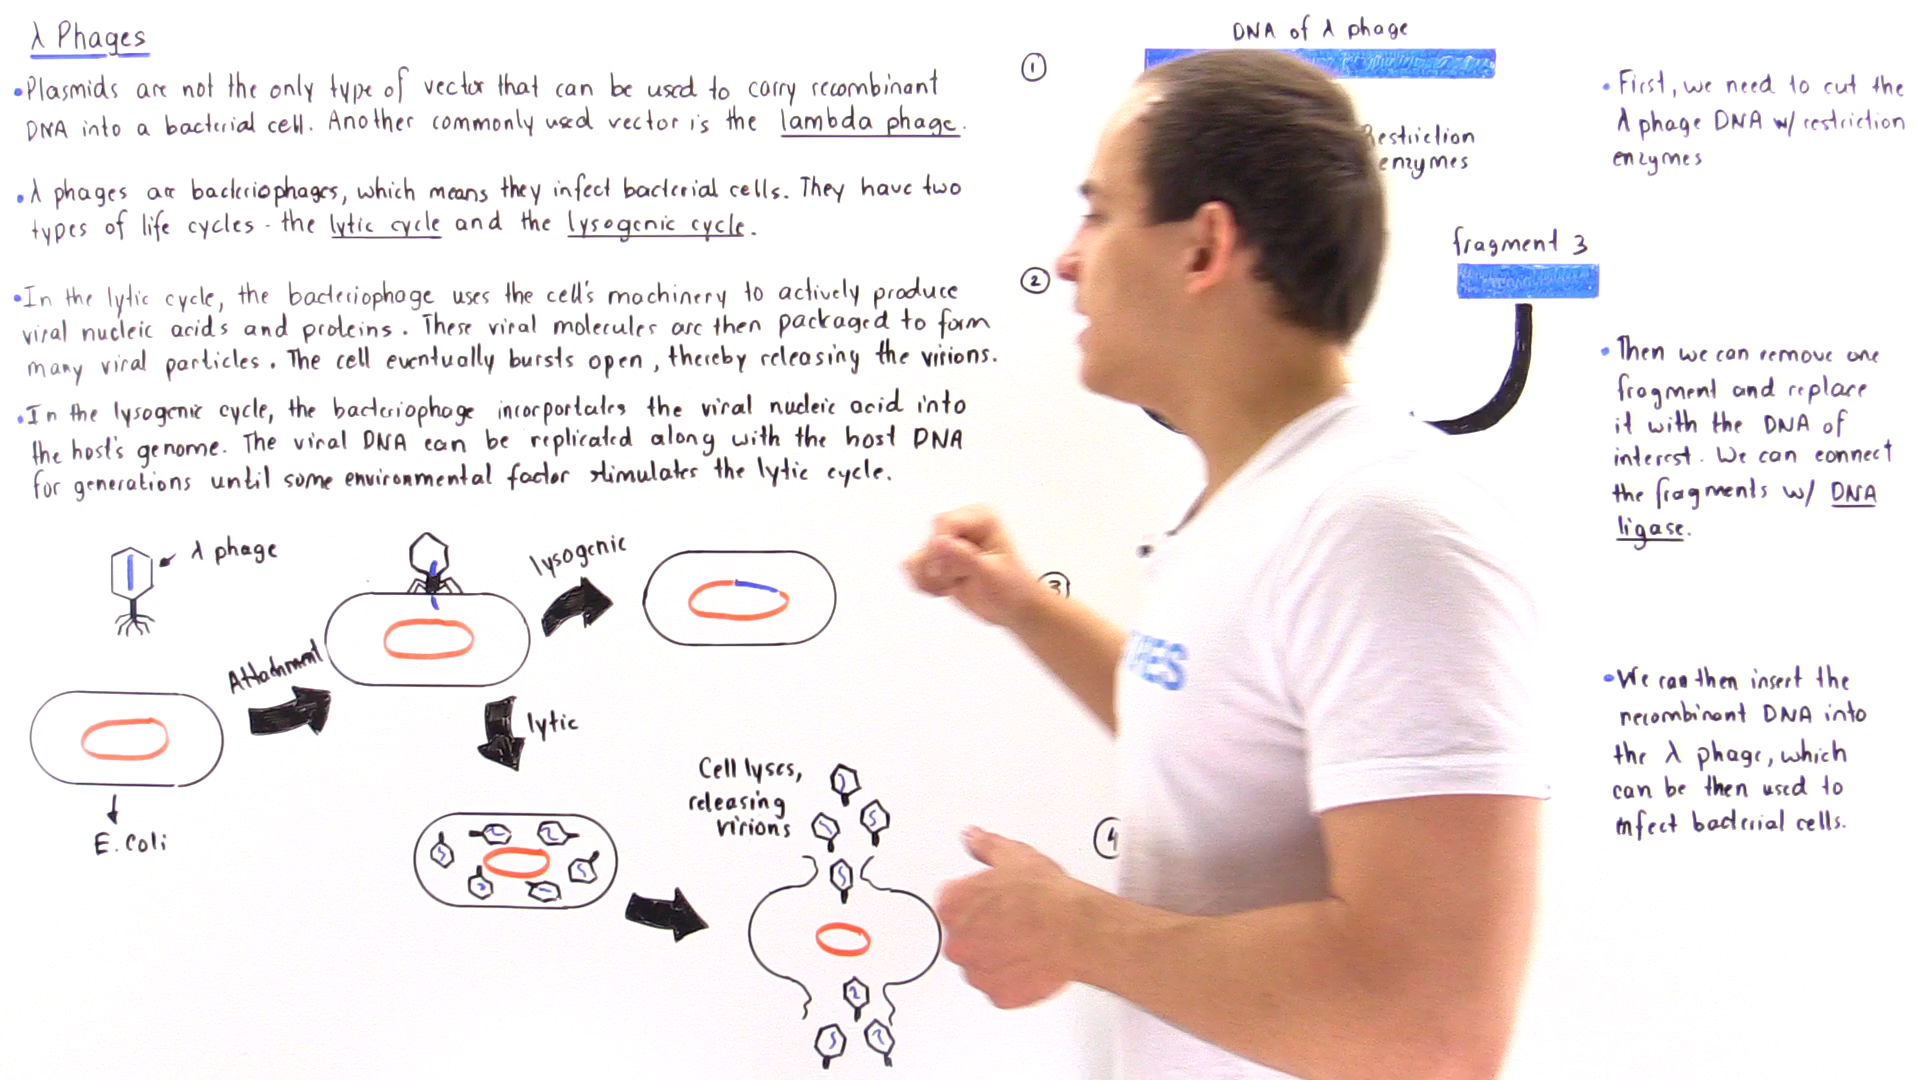 λ Phages
•Plasmids are not the only type of vector that can be used to carry recombinant
DNA into a bacterial cell. Another commonly used vector is the lambda phage.
•λ phages are bacteriophages, which means they infect bacterial cells. They have two
types of life cycles - the lytic cycle and the lysogenic cycle.
•In the lytic cycle, the bacteriophage uses the cell's machinery to actively produce
viral nucleic acids and proteins. These viral molecules are then packaged to form
many viral particles. The cell eventually bursts open, thereby releasing the virions.
•In the lysogenic cycle, the bacteriophage incorportates the viral nucleic acid into
the host's genome. The viral DNA can be replicated along with the host DNA
for generations until some environmental factor stimulates the lytic cycle.
λ phage
Attachment
E. Coli
lysogenic
lytic
Cell lyses,
releasing
virions
DNA of λ phage
1
Restriction
enzymes
2
fragment 3
3
4
•First, we need to cut the
λ phage DNA w/ restriction
enzymes
•Then we can remove one
fragment and replace
it with the DNA of
interest. We can connect
the fragments w/ DNA
ligase.
•We can then insert the
recombinant DNA into
the λ phage, which
can be then used to
infect bacterial cells.